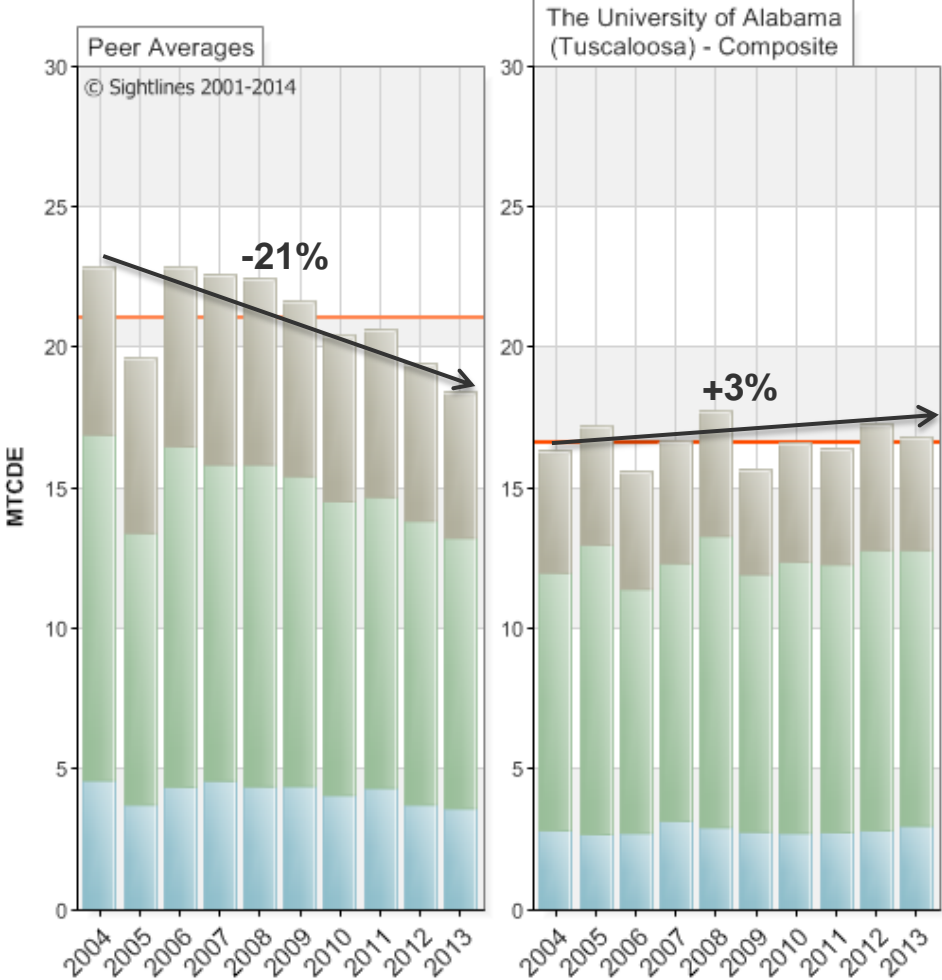 Peer Averages
© Sightlines 2001-2014
30
25
20
15
10
5
0
MTCDE
-21%
2004 2005 2006 2007 2008 2009 2010 2011 2012 2013
The University of Alabama
(Tuscaloosa) - Composite
30
25
20
15
10
5
0
+3%
2004 2005 2006 2007 2008 2009 2010 2011 2012 2013